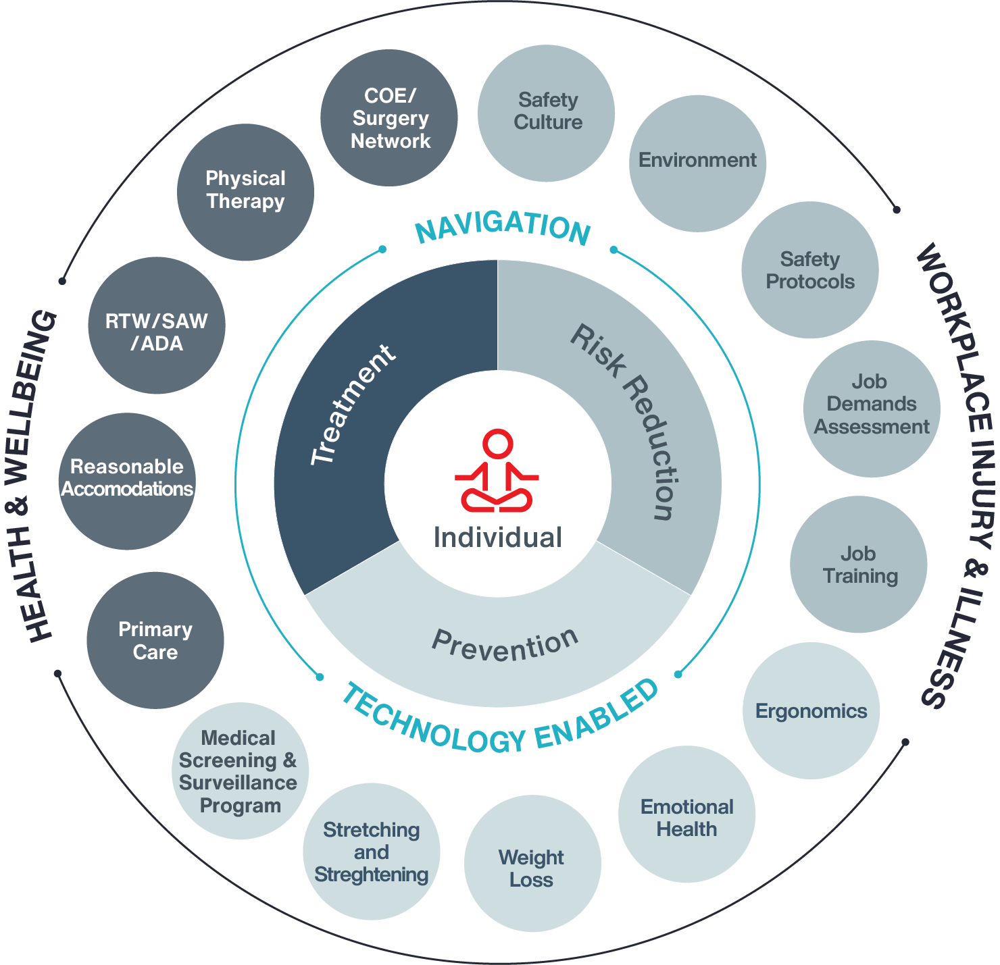 COE/
Surgery
Network
Safety
Culture
Environment
Safety
Protocols
Job
Demands
Assessment
Job
Training
Ergonomics
Emotional
Health
Weight
Loss
Stretching
and
Streghtening
Medical
Screening &
Surveillance
Program
Primary
Care
Reasonable
Accomodations
RTW/SAW
/ADA
Physical
Therapy
HEALTH & WELLBEING
WORKPLACE INJURY & ILLNESS
NAVIGATION
TECHNOLOGY ENABLED
Treatment
Risk Reduction
Prevention
Individual